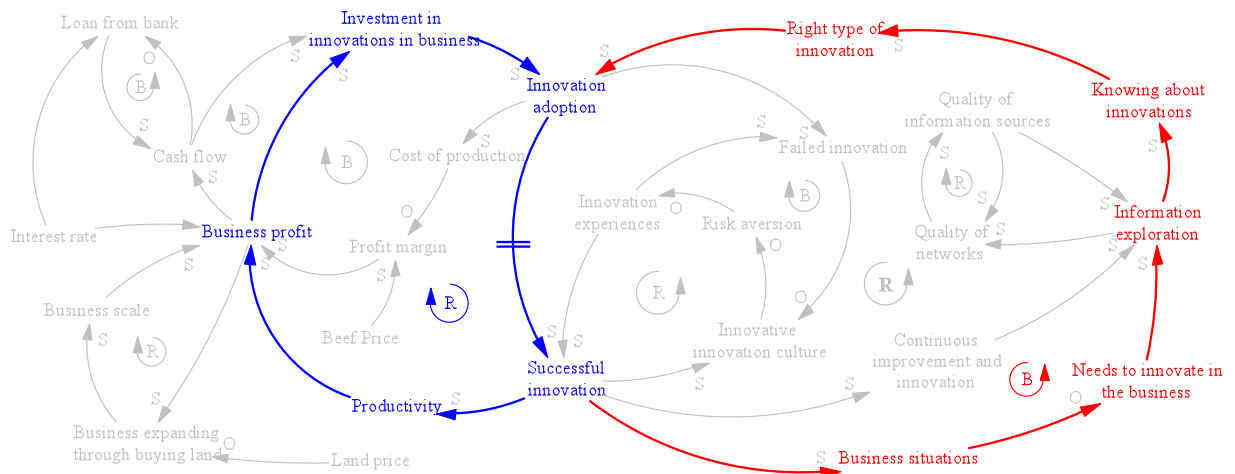 Loan from bank
Investment in
innovations in business
Right type of
innovation
O
S
S
S
S
S
B
S
B
Innovation
adoption
Knowing about
innovations
Quality of
information sources
S
S
S
Cash flow
S
B
Cost of production
O
Failed innovation
S
S
R
B
Innovation
experiences
O
Risk aversion
S
S
Information
exploration
Interest rate
Business profit
S
S
S
Profit margin
O
S
Quality of
networks
S
S
S
R
R
R
O
Business scale
S
R
Beef Price
S
S
Innovative
innovation culture
Continuous
improvement and
innovation
Successful
innovation
S
S
B
Needs to innovate in
the business
O
S
Productivity
S
Business expanding
through buying land
O
Land price
S
Business situations